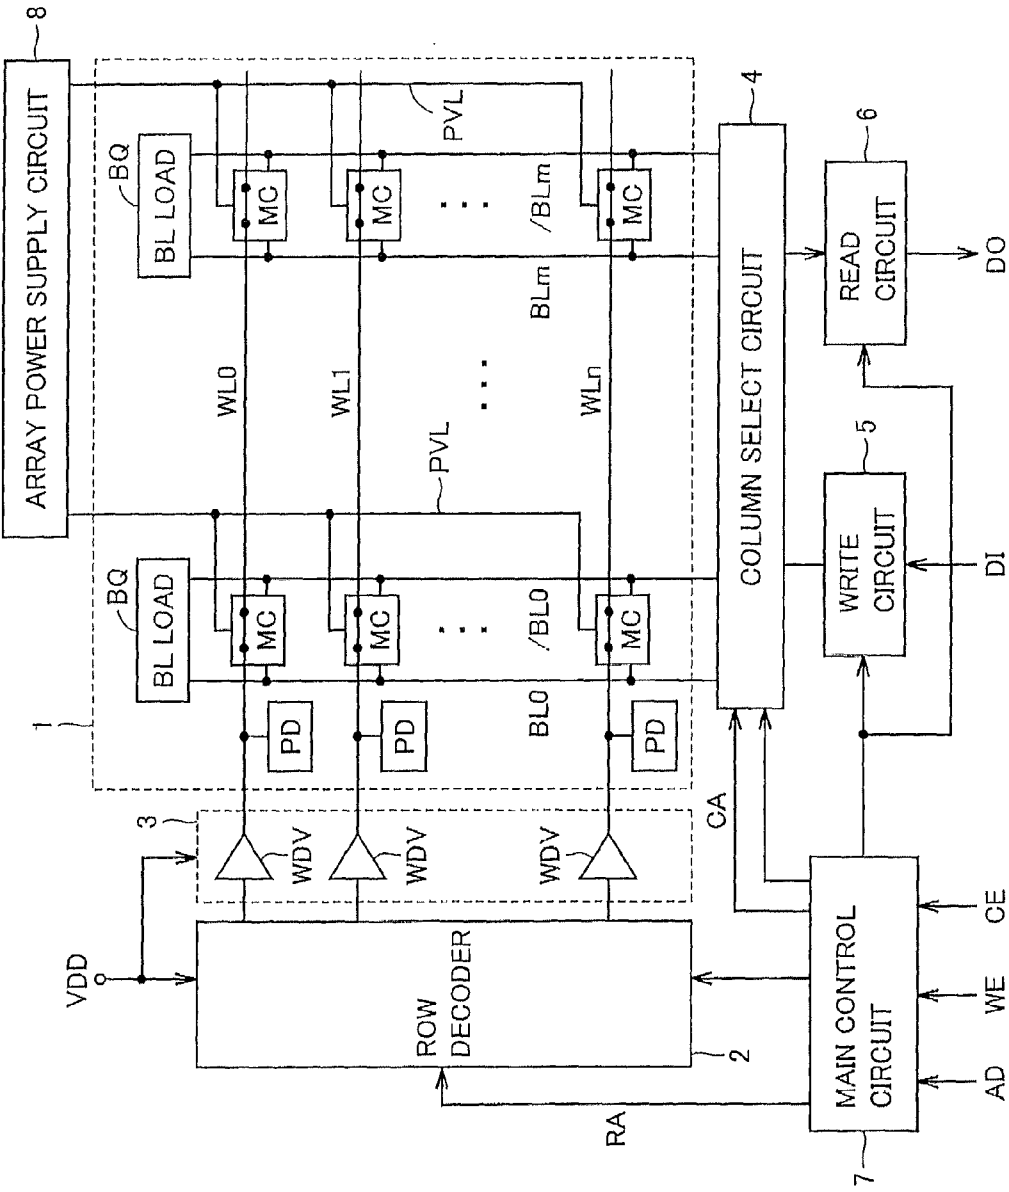 ARRAY POWER SUPPLY CIRCUIT
8
1
BQ
BL LOAD
BQ
BL LOAD
PVL
PVL
WL0
MC
MC
PD
WL1
MC
MC
PD
BL0
/BL0
BLm
/BLm
WLn
MC
MC
PD
VDD
3
WDV
WDV
WDV
ROW
DECODER
2
RA
CA
COLUMN SELECT CIRCUIT
4
WRITE
CIRCUIT
5
READ
CIRCUIT
6
MAIN CONTROL
CIRCUIT
7
AD
WE
CE
DI
DO